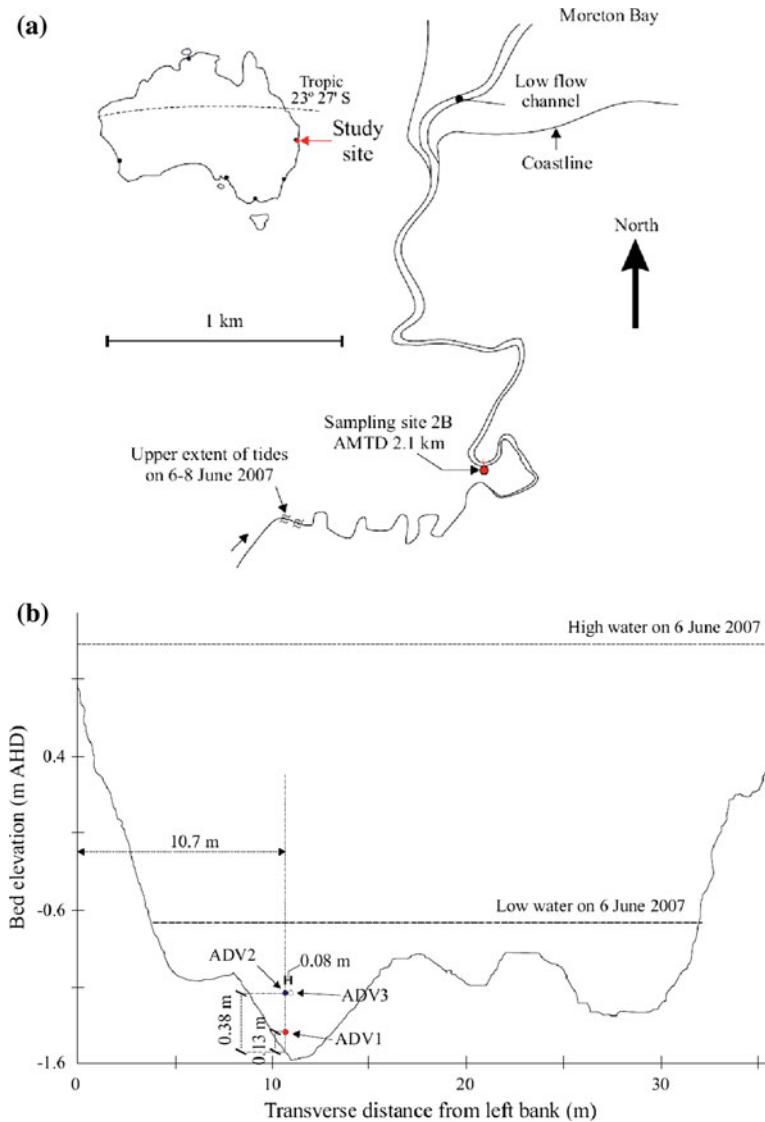 (a)
Moreton Bay
Tropic
23° 27' S
Study
site
Low flow
channel
Coastline
North
1 km
Sampling site 2B
AMTD 2.1 km
Upper extent of tides
on 6-8 June 2007
(b)
High water on 6 June 2007
0.4
10.7 m
Bed elevation (m AHD)
-0.6
Low water on 6 June 2007
ADV2
0.08 m
ADV3
0.38 m
0.13 m
ADV1
-1.6
0
10
20
30
Transverse distance from left bank (m)